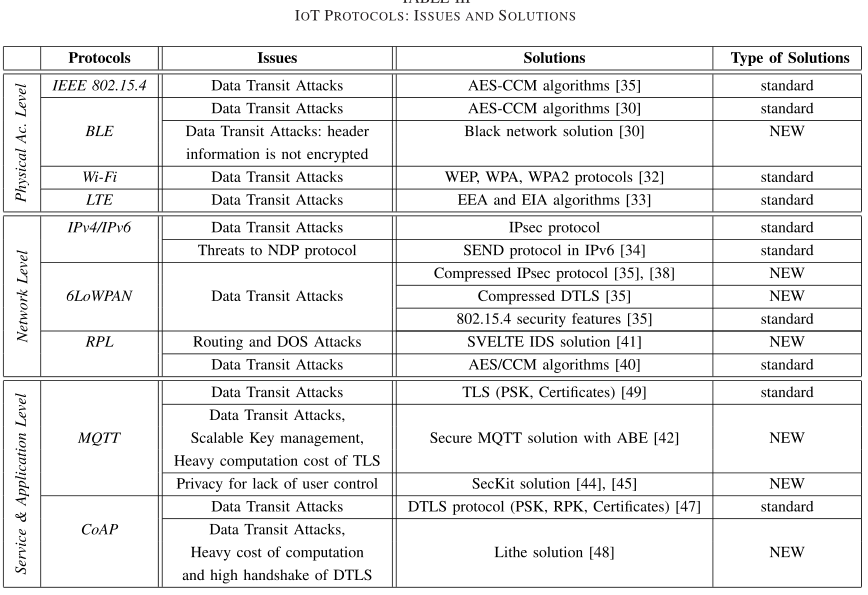 TABLE III
IOT PROTOCOLS: ISSUES AND SOLUTIONS
Protocols Issues Solutions Type of Solutions
Physical Ac. Level
IEEE 802.15.4 Data Transit Attacks AES-CCM algorithms [35] standard
BLE
Data Transit Attacks AES-CCM algorithms [30] standard
Data Transit Attacks: header
information is not encrypted
Black network solution [30] NEW
Wi-Fi Data Transit Attacks WEP, WPA, WPA2 protocols [32] standard
LTE Data Transit Attacks EEA and EIA algorithms [33] standard
Network Level
IPv4/IPv6 Data Transit Attacks IPsec protocol standard
Threats to NDP protocol SEND protocol in IPv6 [34] standard
6LoWPAN Data Transit Attacks
Compressed IPsec protocol [35], [38] NEW
Compressed DTLS [35] NEW
802.15.4 security features [35] standard
RPL Routing and DOS Attacks SVELTE IDS solution [41] NEW
Data Transit Attacks AES/CCM algorithms [40] standard
Service & Application Level
MQTT
Data Transit Attacks TLS (PSK, Certificates) [49] standard
Data Transit Attacks,
Scalable Key management,
Heavy computation cost of TLS
Secure MQTT solution with ABE [42] NEW
Privacy for lack of user control SecKit solution [44], [45] NEW
CoAP
Data Transit Attacks DTLS protocol (PSK, RPK, Certificates) [47] standard
Data Transit Attacks,
Heavy cost of computation
and high handshake of DTLS
Lithe solution [48] NEW